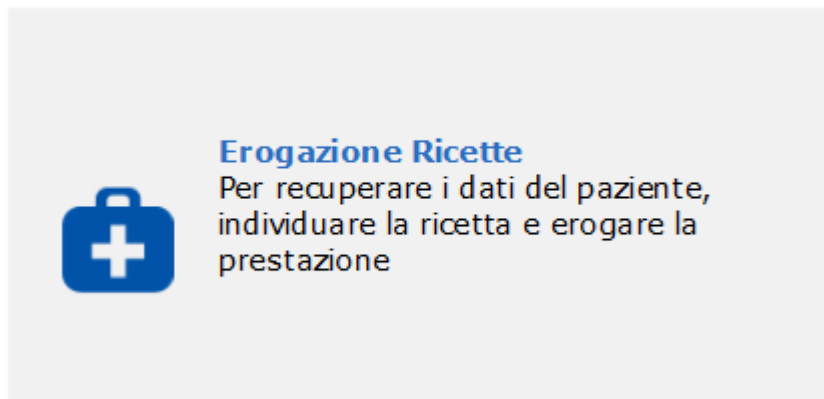 Erogazione Ricette
Per recuperare i dati del paziente,
individuare la ricetta e erogare la
prestazione